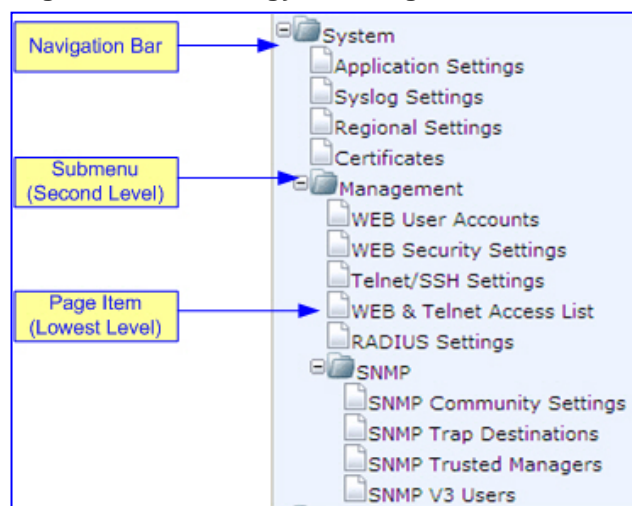 System
Navigation Bar
Application Settings
Syslog Settings
Regional Settings
Certificates
Submenu
(Second Level)
Management
WEB User Accounts
WEB Security Settings
Telnet/SSH Settings
Page Item
(Lowest Level)
WEB & Telnet Access List
RADIUS Settings
SNMP
SNMP Community Settings
SNMP Trap Destinations
SNMP Trusted Managers
SNMP V3 Users